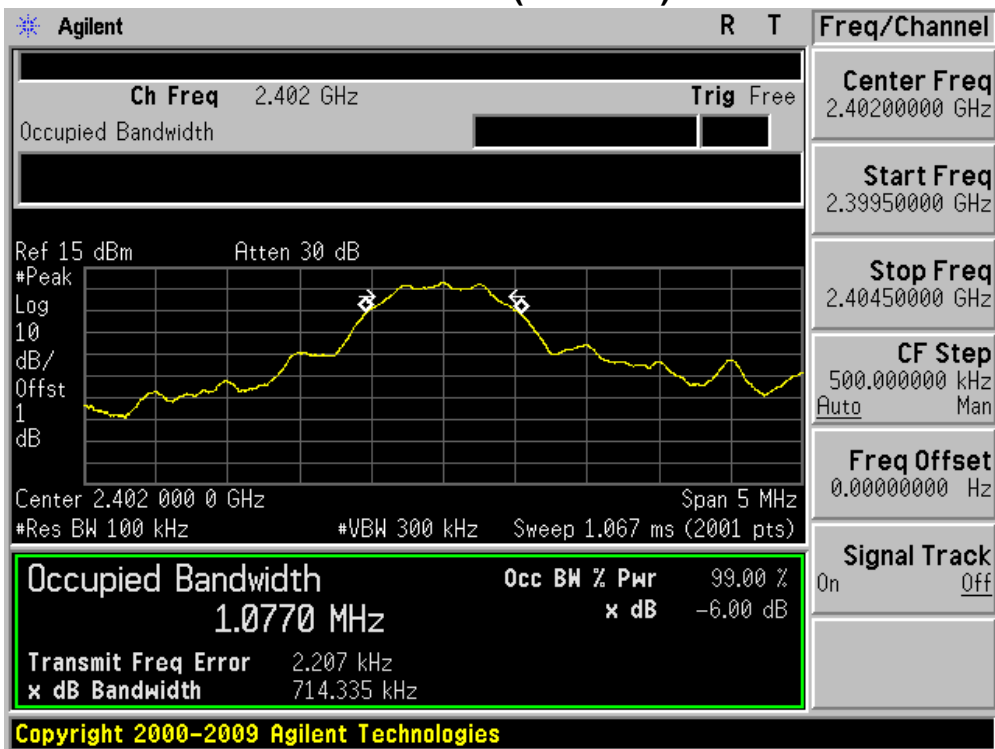 Agilent R T
Freq/Channel
Ch Freq 2.402 GHz Trig Free
Occupied Bandwidth
Center Freq
2.40200000 GHz
Start Freq
2.39950000 GHz
Stop Freq
2.40450000 GHz
CF Step
500.000000 kHz
Auto Man
Freq Offset
0.00000000 Hz
Signal Track
On Off
Ref 15 dBm Atten 30 dB
#Peak
Log
10
dB/
Offst
1
dB
Center 2.402 000 0 GHz Span 5 MHz
#Res BW 100 kHz #VBW 300 kHz Sweep 1.067 ms (2001 pts)
Occupied Bandwidth Occ BW % Pwr 99.00 %
1.0770 MHz x dB -6.00 dB
Transmit Freq Error 2.207 kHz
x dB Bandwidth 714.335 kHz
Copyright 2000-2009 Agilent Technologies